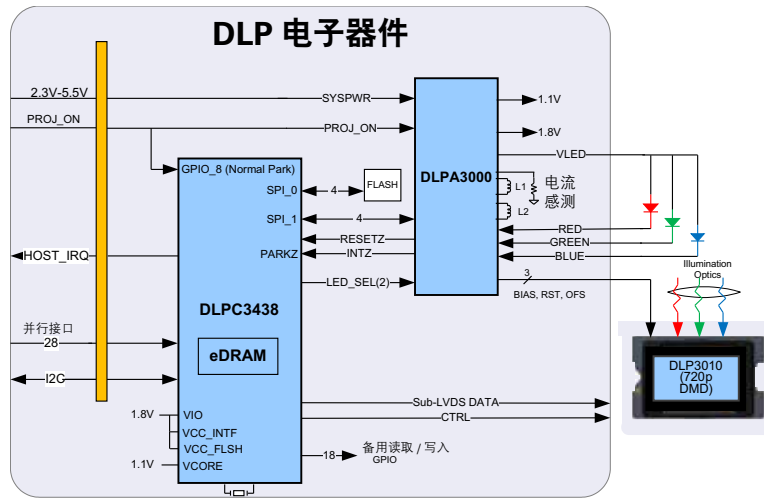 DLP 电子器件
2.3V-5.5V
SYSPWR
1.1V
PROJ_ON
PROJ_ON
1.8V
VLED
DLPA3000
GPIO_8 (Normal Park)
SPI_0
4
FLASH
L1
电流
感测
SPI_1
4
L2
RESETZ
RED
GREEN
HOST_IRQ
PARKZ
INTZ
BLUE
Illumination
Optics
LED_SEL(2)
3
BIAS, RST, OFS
DLPC3438
并行接口
28
eDRAM
DLP3010
(720p
DMD)
I2C
Sub-LVDS DATA
1.8V
VIO
CTRL
VCC_INTF
VCC_FLSH
18
备用读取 / 写入
GPIO
1.1V
VCORE